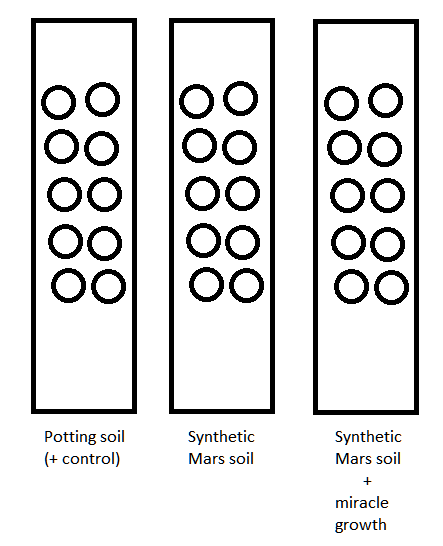 Potting soil
(+ control)
Synthetic
Mars soil
Synthetic
Mars soil
+
miracle
growth